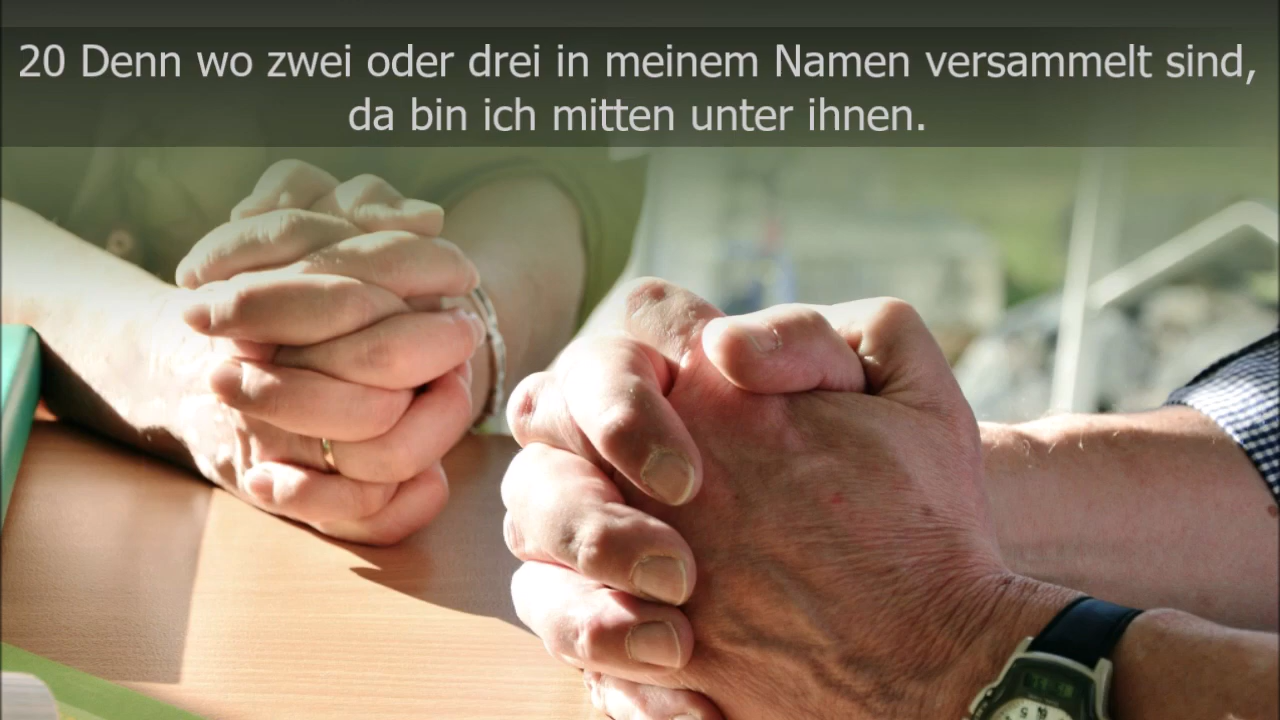 20 Denn wo zwei oder drei in meinem Namen versammelt sind,
da bin ich mitten unter ihnen.